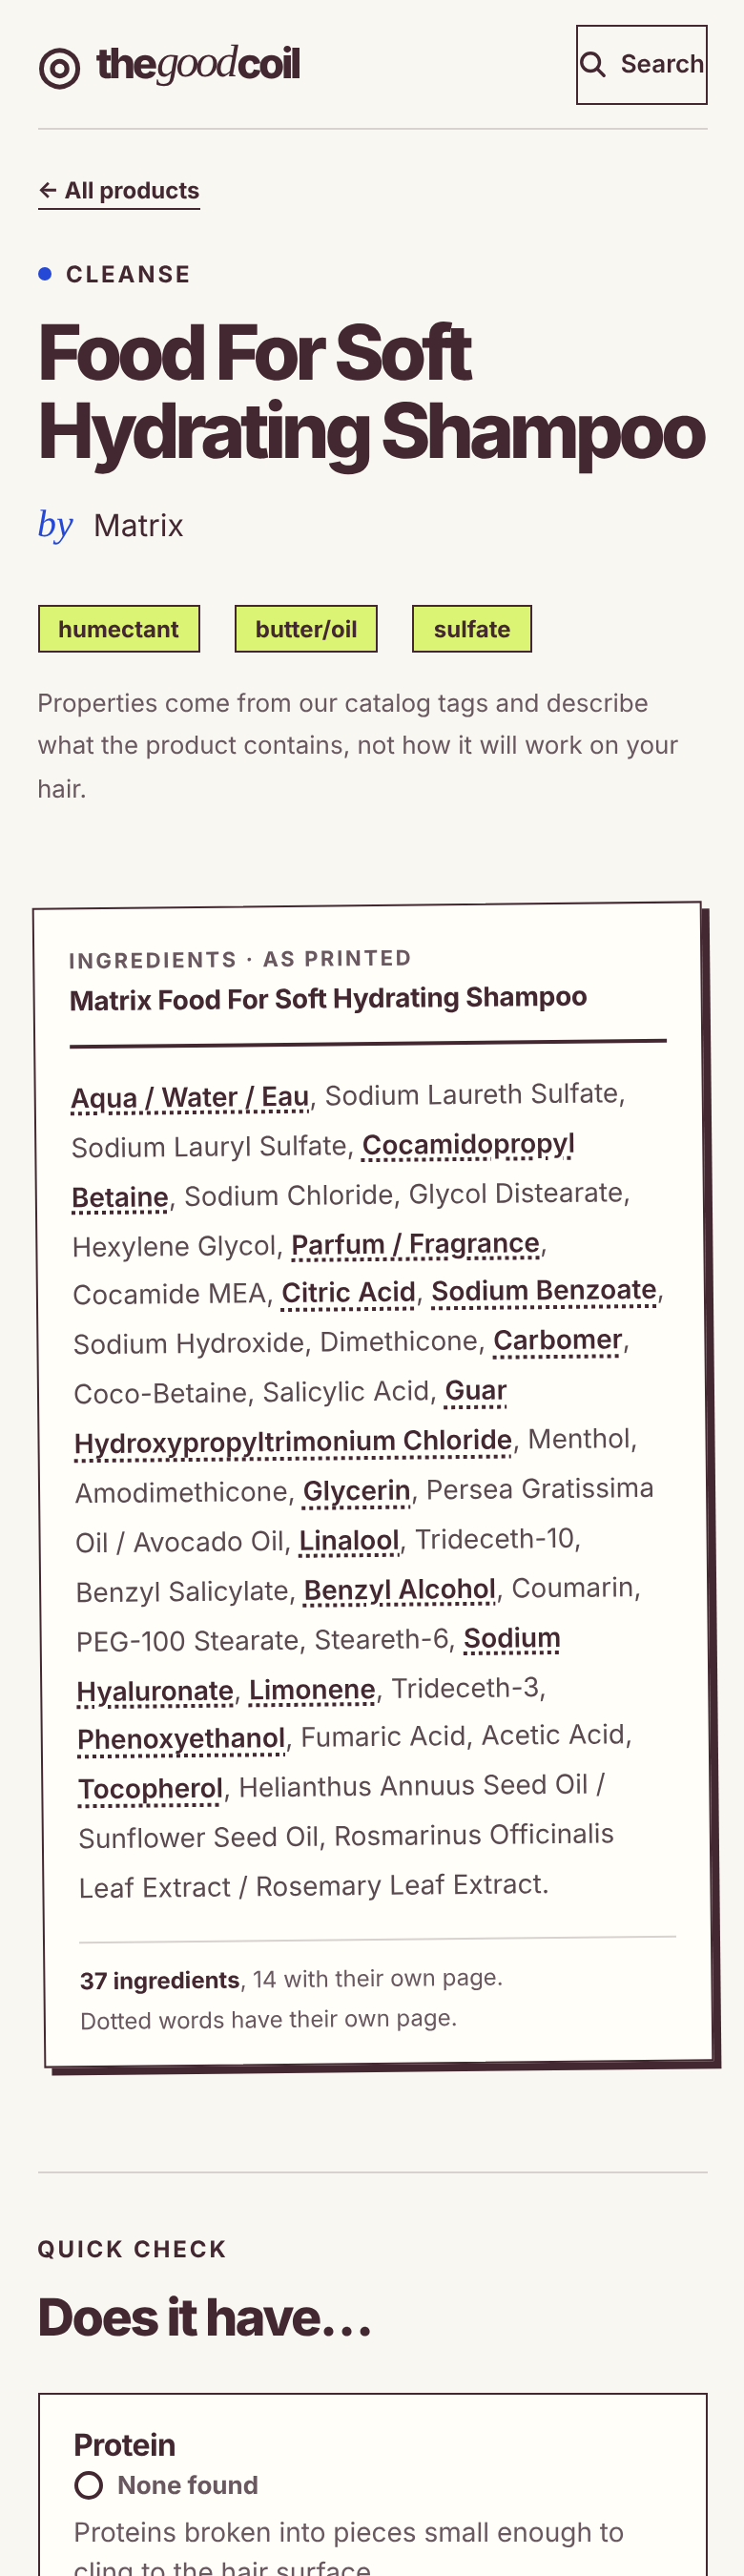 thegoodcoil
Search
← All products
CLEANSE
Food For Soft
Hydrating Shampoo
by Matrix
humectant
butter/oil
sulfate
Properties come from our catalog tags and describe
what the product contains, not how it will work on your
hair.
INGREDIENTS · AS PRINTED
Matrix Food For Soft Hydrating Shampoo
Aqua / Water / Eau, Sodium Laureth Sulfate,
Sodium Lauryl Sulfate, Cocamidopropyl
Betaine, Sodium Chloride, Glycol Distearate,
Hexylene Glycol, Parfum / Fragrance,
Cocamide MEA, Citric Acid, Sodium Benzoate,
Sodium Hydroxide, Dimethicone, Carbomer,
Coco-Betaine, Salicylic Acid, Guar
Hydroxypropyltrimonium Chloride, Menthol,
Amodimethicone, Glycerin, Persea Gratissima
Oil / Avocado Oil, Linalool, Trideceth-10,
Benzyl Salicylate, Benzyl Alcohol, Coumarin,
PEG-100 Stearate, Steareth-6, Sodium
Hyaluronate, Limonene, Trideceth-3,
Phenoxyethanol, Fumaric Acid, Acetic Acid,
Tocopherol, Helianthus Annuus Seed Oil /
Sunflower Seed Oil, Rosmarinus Officinalis
Leaf Extract / Rosemary Leaf Extract.
37 ingredients, 14 with their own page.
Dotted words have their own page.
QUICK CHECK
Does it have...
Protein
None found
Proteins broken into pieces small enough to
cling to the hair surface